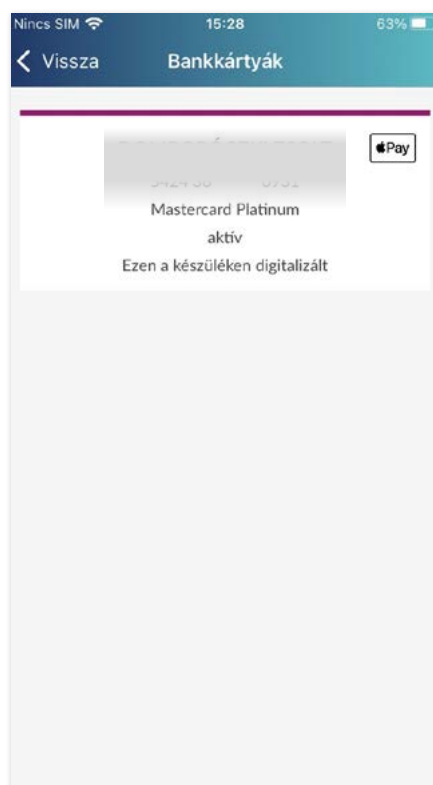 Nincs SIM 15:28 63%
Vissza Bankkártyák
Pay
Mastercard Platinum
aktív
Ezen a készüléken digitalizált